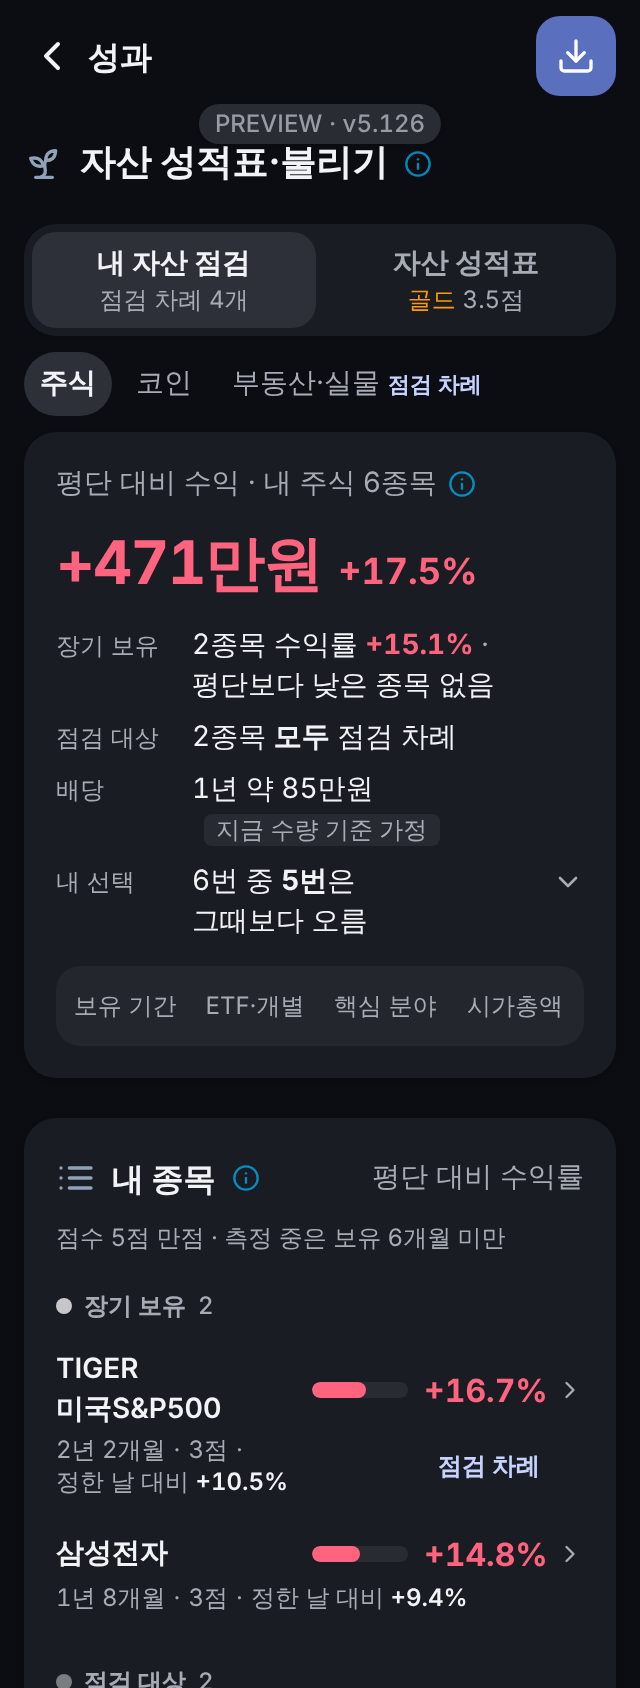 성과
PREVIEW · v5.126
자산 성적표·불리기
내 자산 점검
점검 차례 4개
자산 성적표
골드 3.5점
주식 코인 부동산·실물 점검 차례
평단 대비 수익 · 내 주식 6종목
+471만원 +17.5%
장기 보유 2종목 수익률 +15.1% ·
평단보다 낮은 종목 없음
점검 대상 2종목 모두 점검 차례
배당 1년 약 85만원
지금 수량 기준 가정
내 선택 6번 중 5번은
그때보다 오름
보유 기간 ETF·개별 핵심 분야 시가총액
내 종목 평단 대비 수익률
점수 5점 만점 · 측정 중은 보유 6개월 미만
장기 보유 2
TIGER
미국S&P500 +16.7%
2년 2개월 · 3점 ·
정한 날 대비 +10.5%
점검 차례
삼성전자 +14.8%
1년 8개월 · 3점 · 정한 날 대비 +9.4%
점검 대상 2